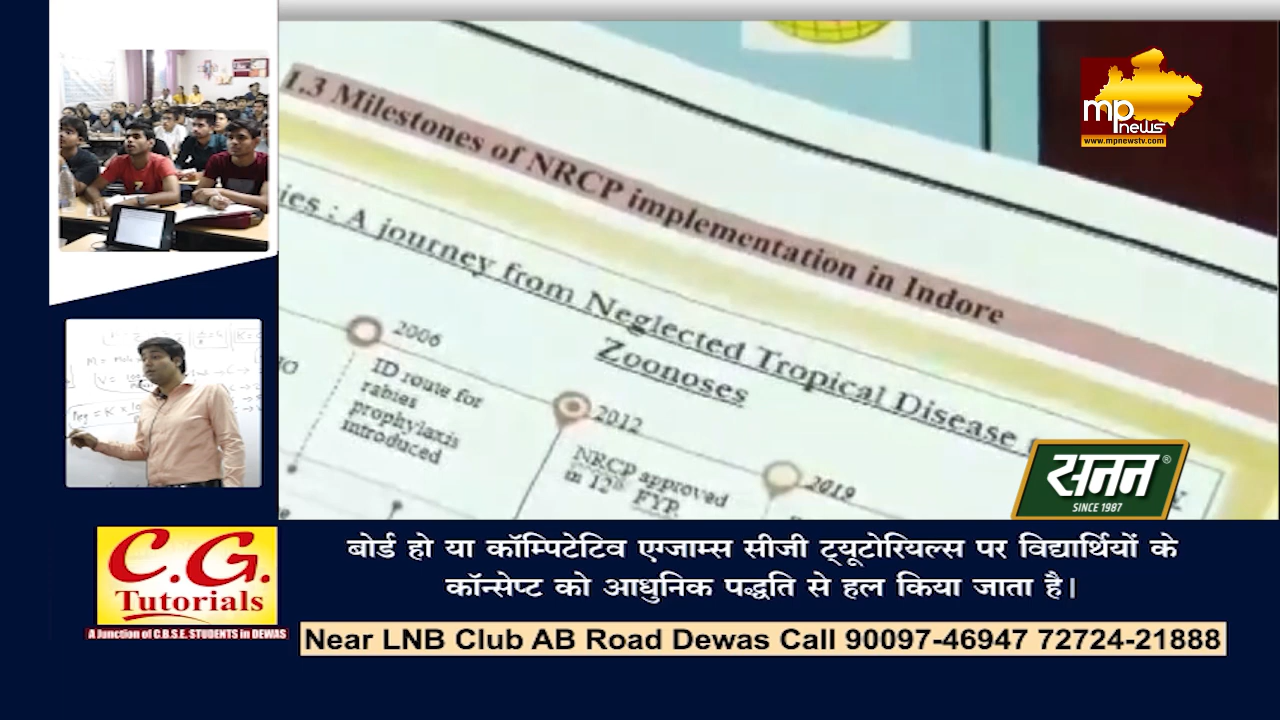 mp
news
www.mpnewstv.com
1.3 Milestones of NRCP implementation in Indore
ies : A journey from Neglected Tropical Disease
Zoonoses
2006
ID route for
rabies
prophylaxis
introduced
2012
NRCP approved
in 12th FYP
2019
सनन®
SINCE 1987
C.G.
Tutorials
A Junction of C.B.S.E. STUDENTS in DEWAS
बोर्ड हो या कॉम्पिटेटिव एग्जाम्स सीजी ट्यूटोरियल्स पर विद्यार्थियों के
कॉन्सेप्ट को आधुनिक पद्धति से हल किया जाता है।
Near LNB Club AB Road Dewas Call 90097-46947 72724-21888